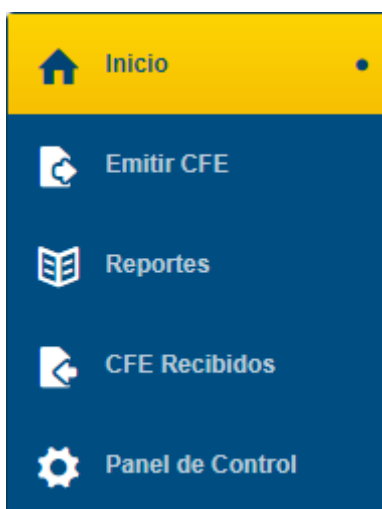 Inicio
Emitir CFE
Reportes
CFE Recibidos
Panel de Control